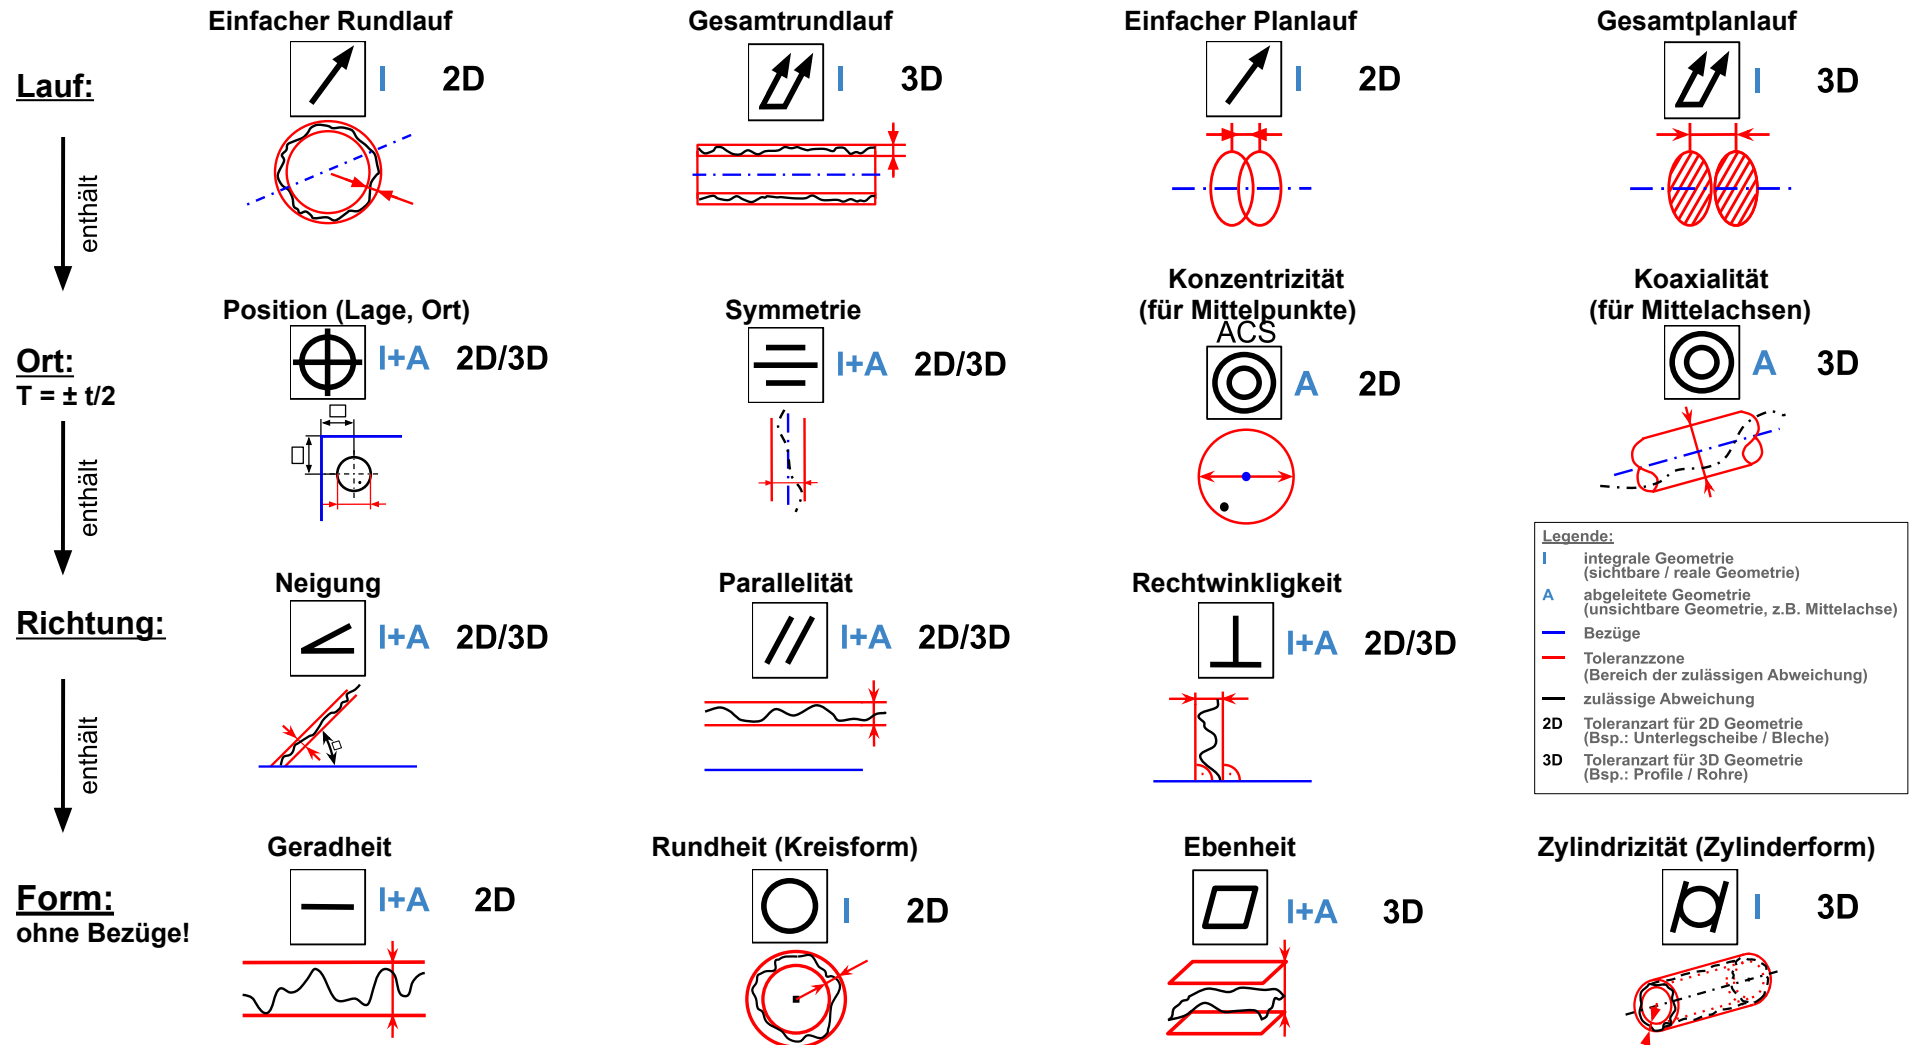 Einfacher Rundlauf
Gesamtrundlauf
Einfacher Planlauf
Gesamtplanlauf
Lauf:
I 2D
I 3D
I 2D
I 3D
enthält
Position (Lage, Ort)
Symmetrie
Konzentrizität
(für Mittelpunkte)
ACS
Koaxialität
(für Mittelachsen)
Ort:
T = ± t/2
I+A 2D/3D
I+A 2D/3D
A 2D
A 3D
enthält
Neigung
Parallelität
Rechtwinkligkeit
Richtung:
I+A 2D/3D
I+A 2D/3D
I+A 2D/3D
enthält
Legende:
I integrale Geometrie
(sichtbare / reale Geometrie)
A abgeleitete Geometrie
(unsichtbare Geometrie, z.B. Mittelachse)
Bezüge
Toleranzzone
(Bereich der zulässigen Abweichung)
zulässige Abweichung
2D Toleranzart für 2D Geometrie
(Bsp.: Unterlegscheibe / Bleche)
3D Toleranzart für 3D Geometrie
(Bsp.: Profile / Rohre)
Geradheit
Rundheit (Kreisform)
Ebenheit
Zylindrizität (Zylinderform)
Form:
ohne Bezüge!
I+A 2D
I 2D
I+A 3D
I 3D